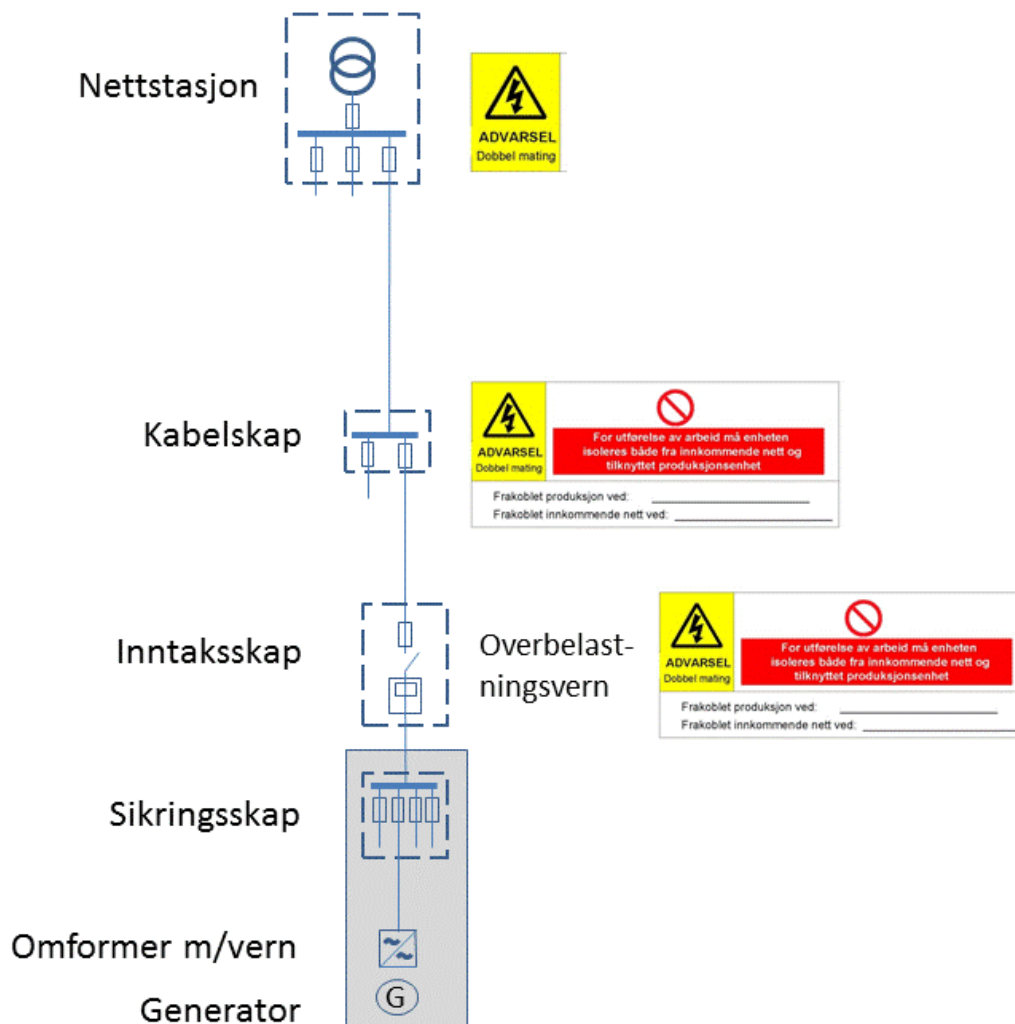 Nettstasjon
ADVARSEL
Dobbel mating
Kabelskap
ADVARSEL
Dobbel mating
For utførelse av arbeid må enheten
isoleres både fra innkommende nett og
tilknyttet produksjonsenhet
Frakoblet produksjon ved:
Frakoblet innkommende nett ved:
Inntaksskap
Overbelast-
ningsvern
ADVARSEL
Dobbel mating
For utførelse av arbeid må enheten
isoleres både fra innkommende nett og
tilknyttet produksjonsenhet
Frakoblet produksjon ved:
Frakoblet innkommende nett ved:
Sikringsskap
Omformer m/vern
Generator
G